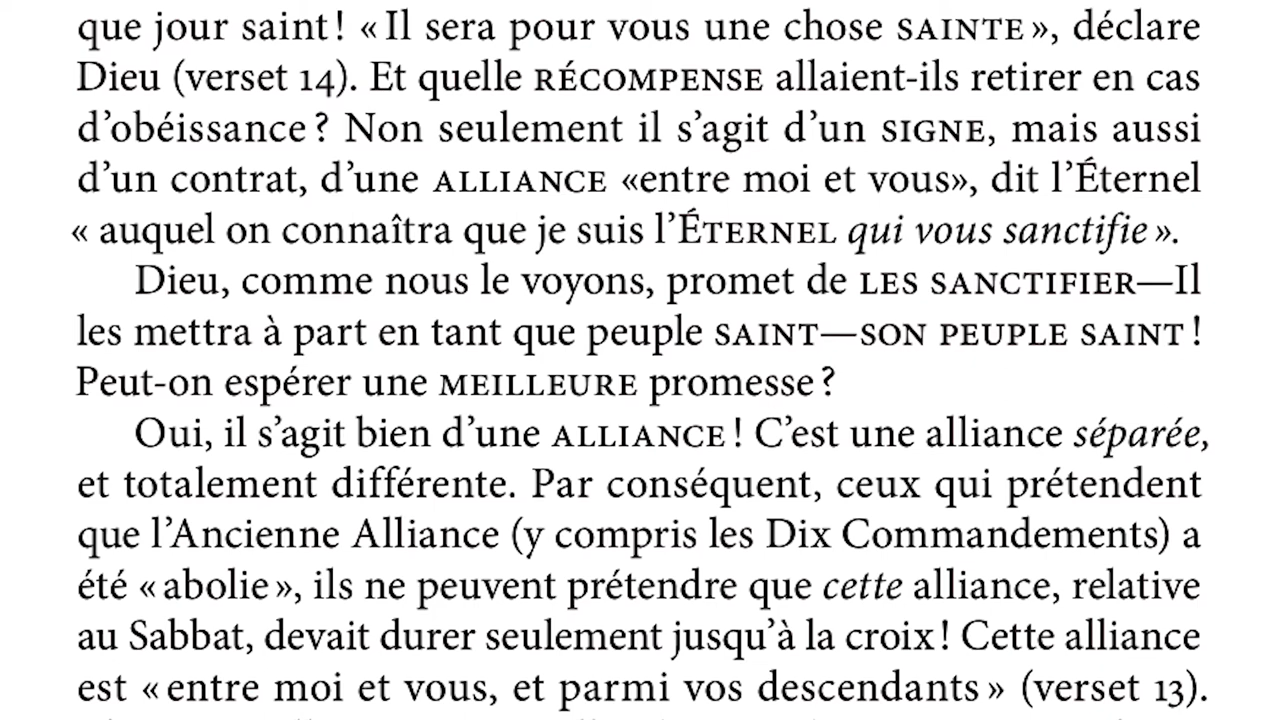 que jour saint ! « Il sera pour vous une chose SAINTE », déclare
Dieu (verset 14). Et quelle RÉCOMPENSE allaient-ils retirer en cas
d’obéissance ? Non seulement il s’agit d’un SIGNE, mais aussi
d’un contrat, d’une ALLIANCE «entre moi et vous», dit l’Éternel
« auquel on connaîtra que je suis l’ÉTERNEL qui vous sanctifie ».
Dieu, comme nous le voyons, promet de LES SANCTIFIER—Il
les mettra à part en tant que peuple SAINT—SON PEUPLE SAINT !
Peut-on espérer une MEILLEURE promesse ?
Oui, il s’agit bien d’une ALLIANCE ! C’est une alliance séparée,
et totalement différente. Par conséquent, ceux qui prétendent
que l’Ancienne Alliance (y compris les Dix Commandements) a
été « abolie », ils ne peuvent prétendre que cette alliance, relative
au Sabbat, devait durer seulement jusqu’à la croix ! Cette alliance
est « entre moi et vous, et parmi vos descendants » (verset 13).